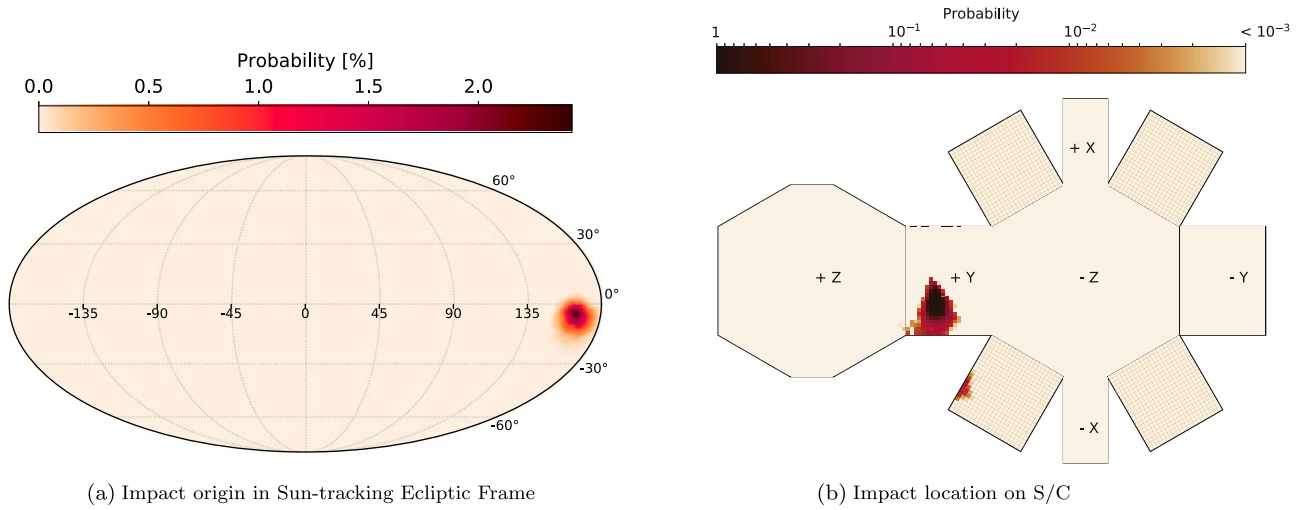 Probability [%]
0.0 0.5 1.0 1.5 2.0
60°
30°
0°
-135 -90 -45 0 45 90 135
-30°
-60°
(a) Impact origin in Sun-tracking Ecliptic Frame
Probability
1 10⁻¹ 10⁻² < 10⁻³
+ X
+ Z + Y - Z - Y
- X
(b) Impact location on S/C